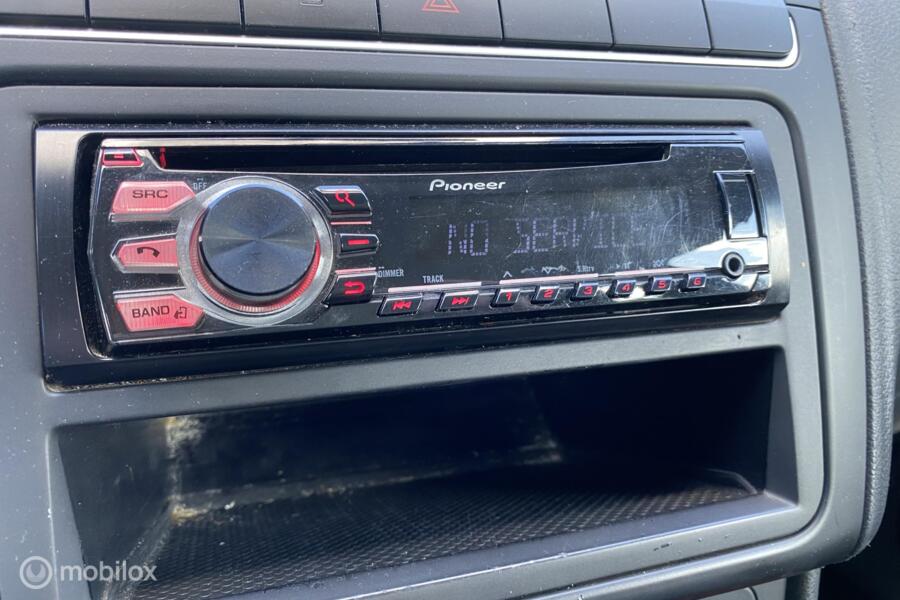 Pioneer
SRC
OFF
NO SERVICE
DIMMER
TRACK
BAND
1 2 3 4 5 6
mobilox